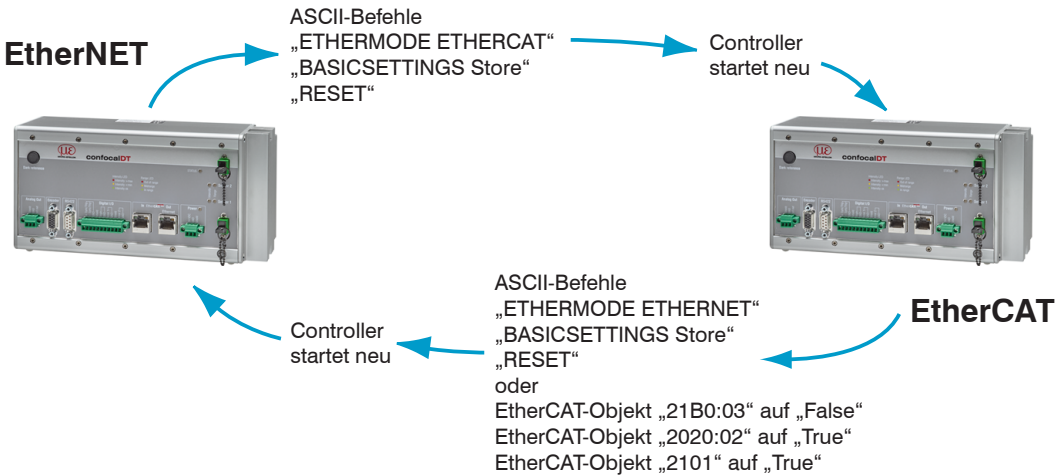 EtherNET
ASCII-Befehle
„ETHERMODE ETHERCAT“
„BASICSETTINGS Store“
„RESET“
Controller
startet neu
confocalDT
confocalDT
ASCII-Befehle
„ETHERMODE ETHERNET“
„BASICSETTINGS Store“
„RESET“
oder
EtherCAT-Objekt „21B0:03“ auf „False“
EtherCAT-Objekt „2020:02“ auf „True“
EtherCAT-Objekt „2101“ auf „True“
EtherCAT
Controller
startet neu